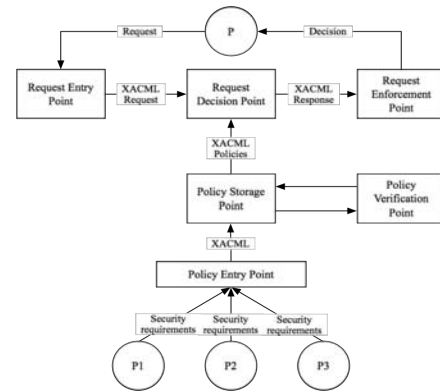 P
Request
Decision
Request Entry
Point
XACML
Request
Request
Decision Point
XACML
Response
Request
Enforcement
Point
XACML
Policies
Policy Storage
Point
Policy
Verification
Point
XACML
Policy Entry Point
Security
requirements
Security
requirements
Security
requirements
P1
P2
P3